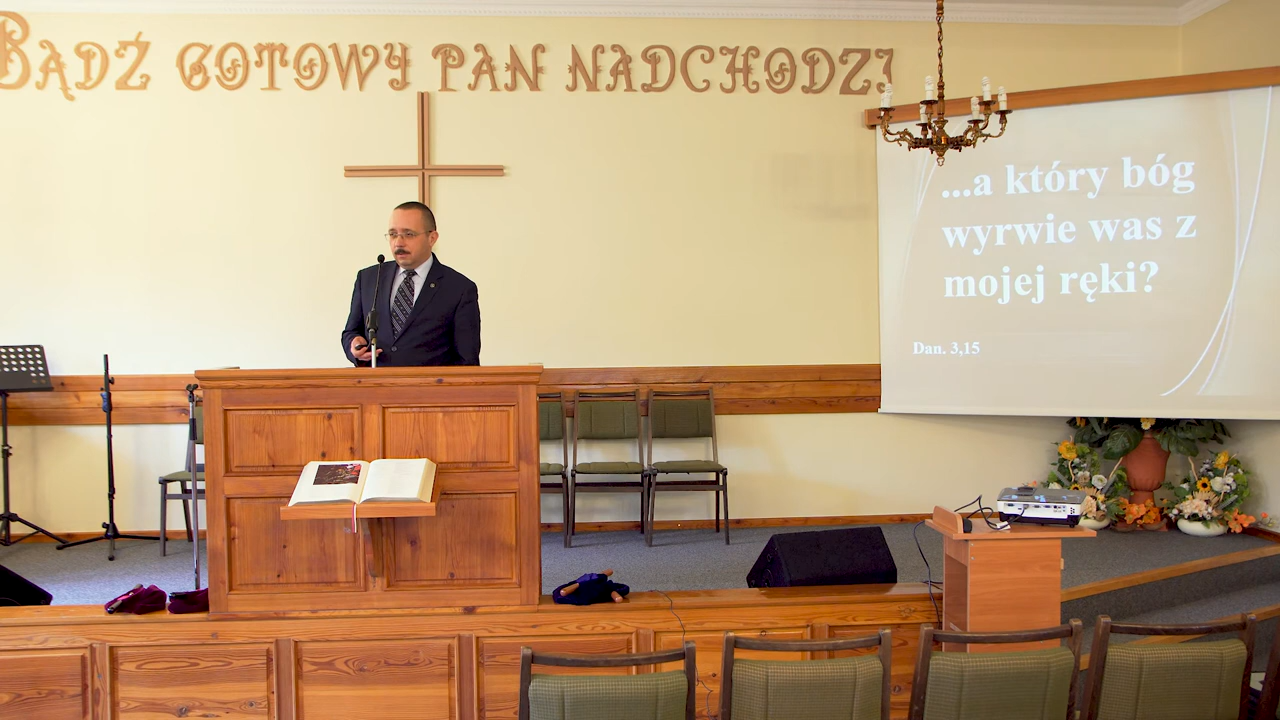 BĄDŹ GOTOWY PAN NADCHODZI
...a który bóg
wyrwie was z
mojej ręki?
Dan. 3,15